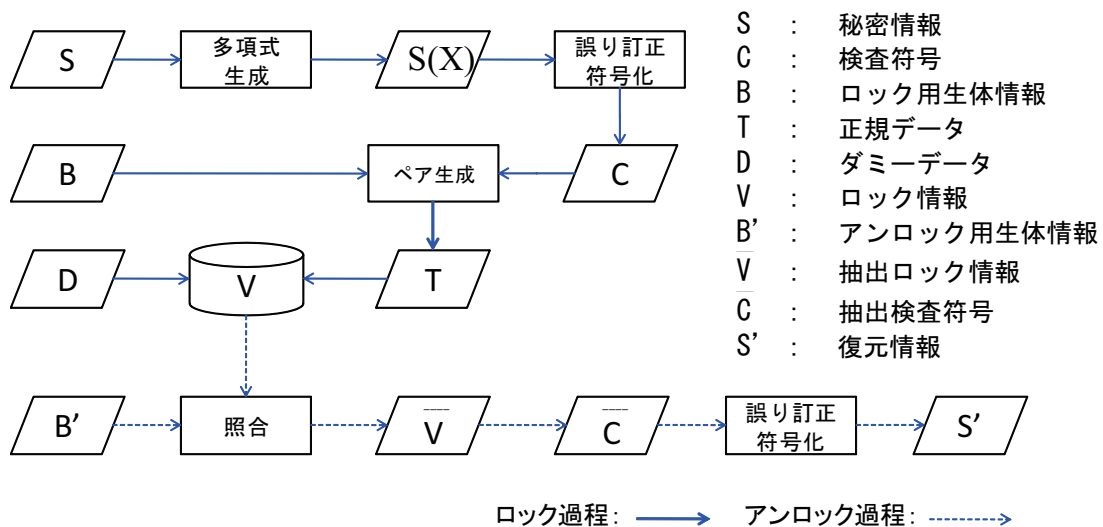 S
多項式
生成
S(X)
誤り訂正
符号化
B
ペア生成
C
D
V
T
B'
照合
V
C
誤り訂正
符号化
S'
S : 秘密情報
C : 検査符号
B : ロック用生体情報
T : 正規データ
D : ダミーデータ
V : ロック情報
B' : アンロック用生体情報
V : 抽出ロック情報
C : 抽出検査符号
S' : 復元情報
ロック過程: アンロック過程: